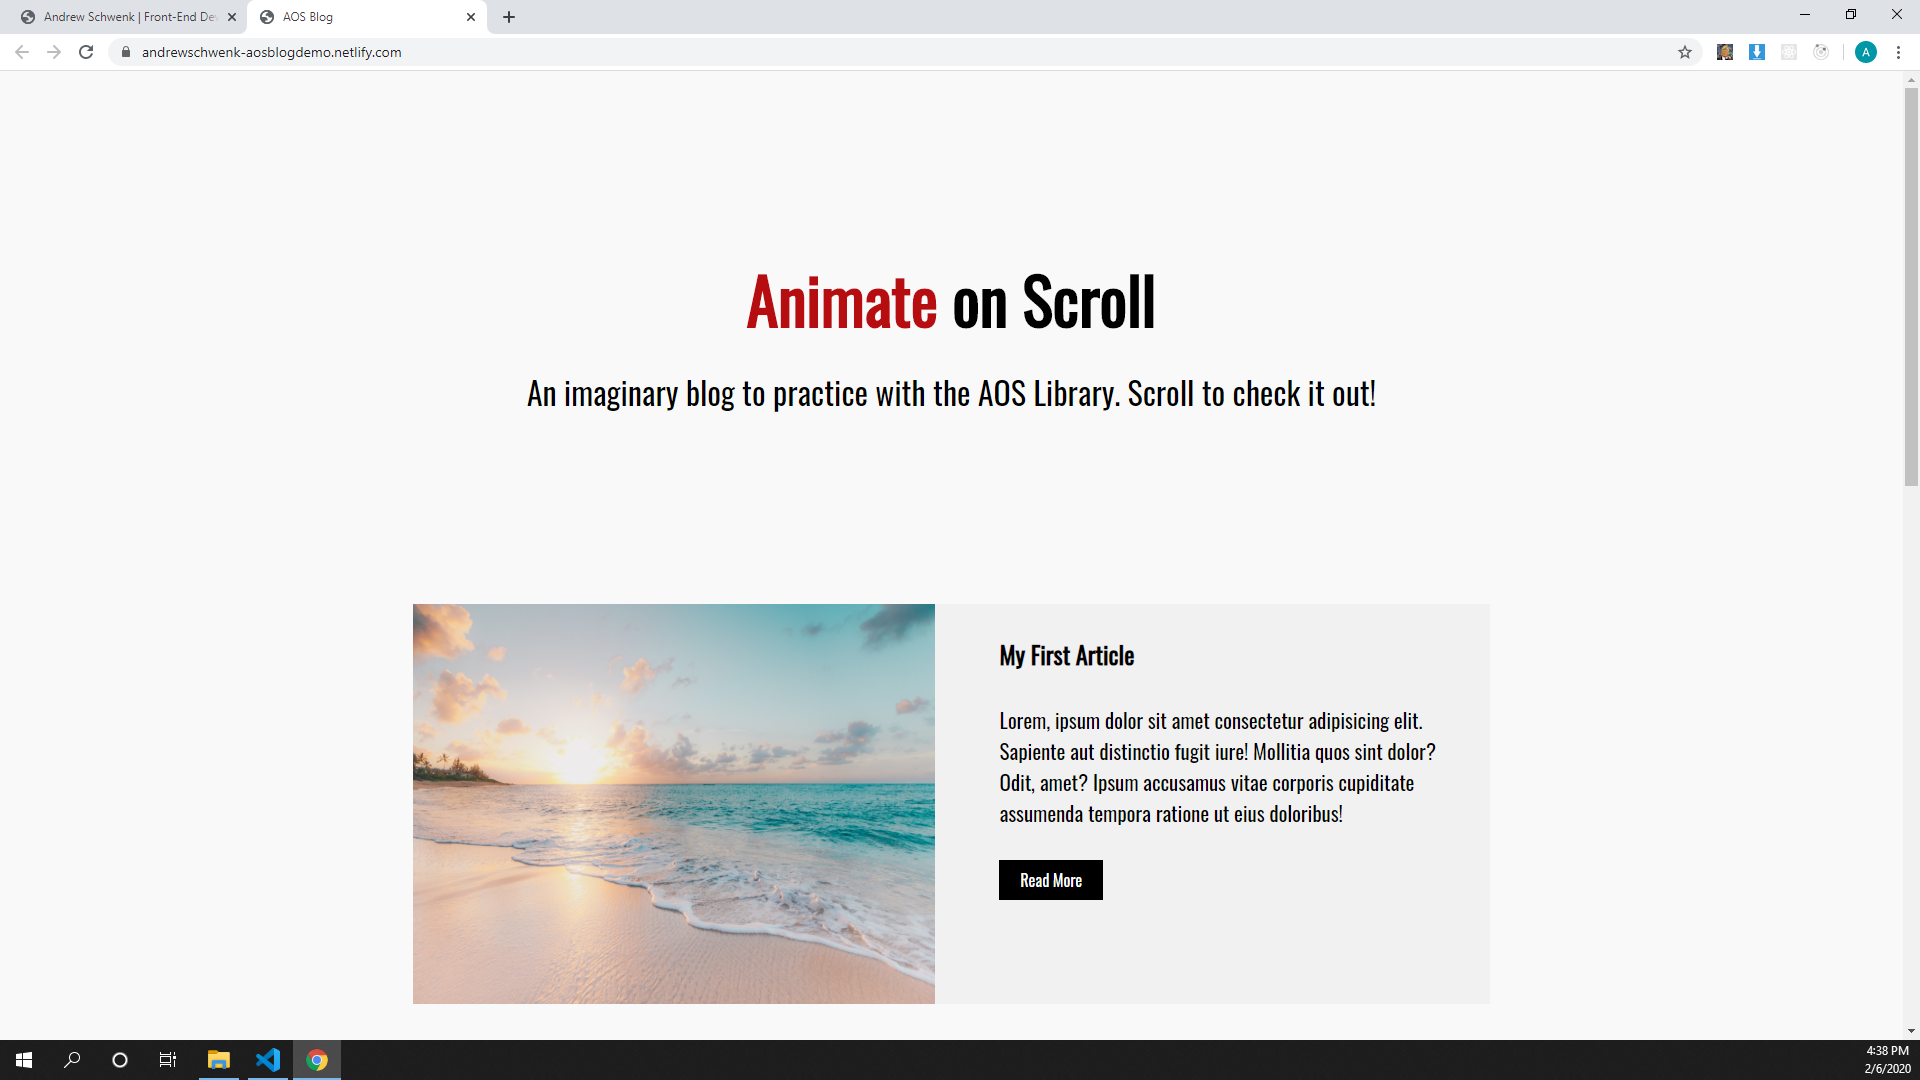 Andrew Schwenk | Front-End De
AOS Blog
andrewschwenk-aosblogdemo.netlify.com
A
Animate on Scroll
An imaginary blog to practice with the AOS Library. Scroll to check it out!
My First Article
Lorem, ipsum dolor sit amet consectetur adipisicing elit.
Sapiente aut distinctio fugit iure! Mollitia quos sint dolor?
Odit, amet? Ipsum accusamus vitae corporis cupiditate
assumenda tempora ratione ut eius doloribus!
Read More
4:38 PM
2/6/2020